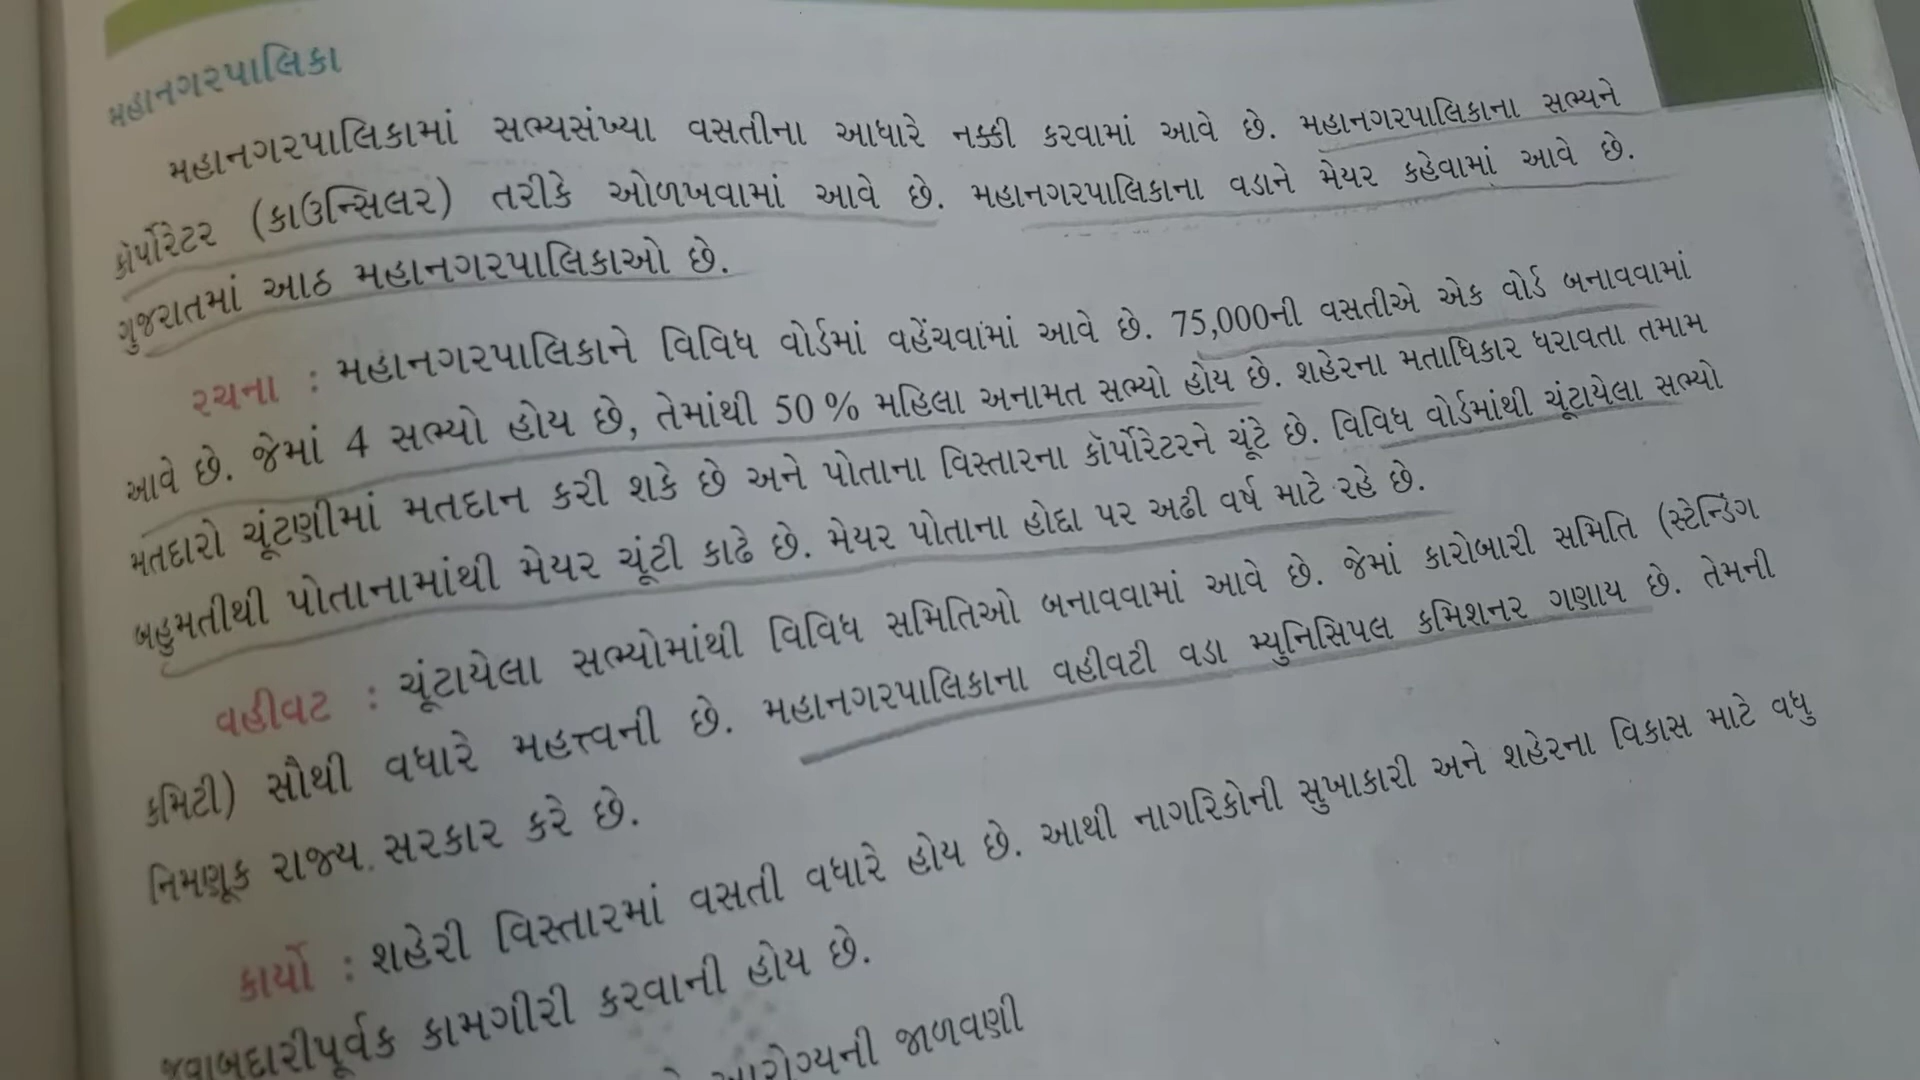 મહાનગરપાલિકા
મહાનગરપાલિકામાં સભ્યસંખ્યા વસતીના આધારે નક્કી કરવામાં આવે છે. મહાનગરપાલિકાના સભ્યને
કૉર્પોરેટર (કાઉન્સિલર) તરીકે ઓળખવામાં આવે છે. મહાનગરપાલિકાના વડાને મેયર કહેવામાં આવે છે.
ગુજરાતમાં આઠ મહાનગરપાલિકાઓ છે.
રચના : મહાનગરપાલિકાને વિવિધ વોર્ડમાં વહેંચવામાં આવે છે. 75,000ની વસતીએ એક વોર્ડ બનાવવામાં
આવે છે. જેમાં 4 સભ્યો હોય છે, તેમાંથી 50 % મહિલા અનામત સભ્યો હોય છે. શહેરના મતાધિકાર ધરાવતા તમામ
મતદારો ચૂંટણીમાં મતદાન કરી શકે છે અને પોતાના વિસ્તારના કૉર્પોરેટરને ચૂંટે છે. વિવિધ વોર્ડમાંથી ચૂંટાયેલા સભ્યો
બહુમતીથી પોતાનામાંથી મેયર ચૂંટી કાઢે છે. મેયર પોતાના હોદ્દા પર અઢી વર્ષ માટે રહે છે.
વહીવટ : ચૂંટાયેલા સભ્યોમાંથી વિવિધ સમિતિઓ બનાવવામાં આવે છે. જેમાં કારોબારી સમિતિ (સ્ટેન્ડિંગ
કમિટી) સૌથી વધારે મહત્ત્વની છે. મહાનગરપાલિકાના વહીવટી વડા મ્યુનિસિપલ કમિશનર ગણાય છે. તેમની
નિમણૂક રાજ્ય સરકાર કરે છે.
કાર્યો : શહેરી વિસ્તારમાં વસતી વધારે હોય છે. આથી નાગરિકોની સુખાકારી અને શહેરના વિકાસ માટે વધુ
જવાબદારીપૂર્વક કામગીરી કરવાની હોય છે.
આરોગ્યની જાળવણી